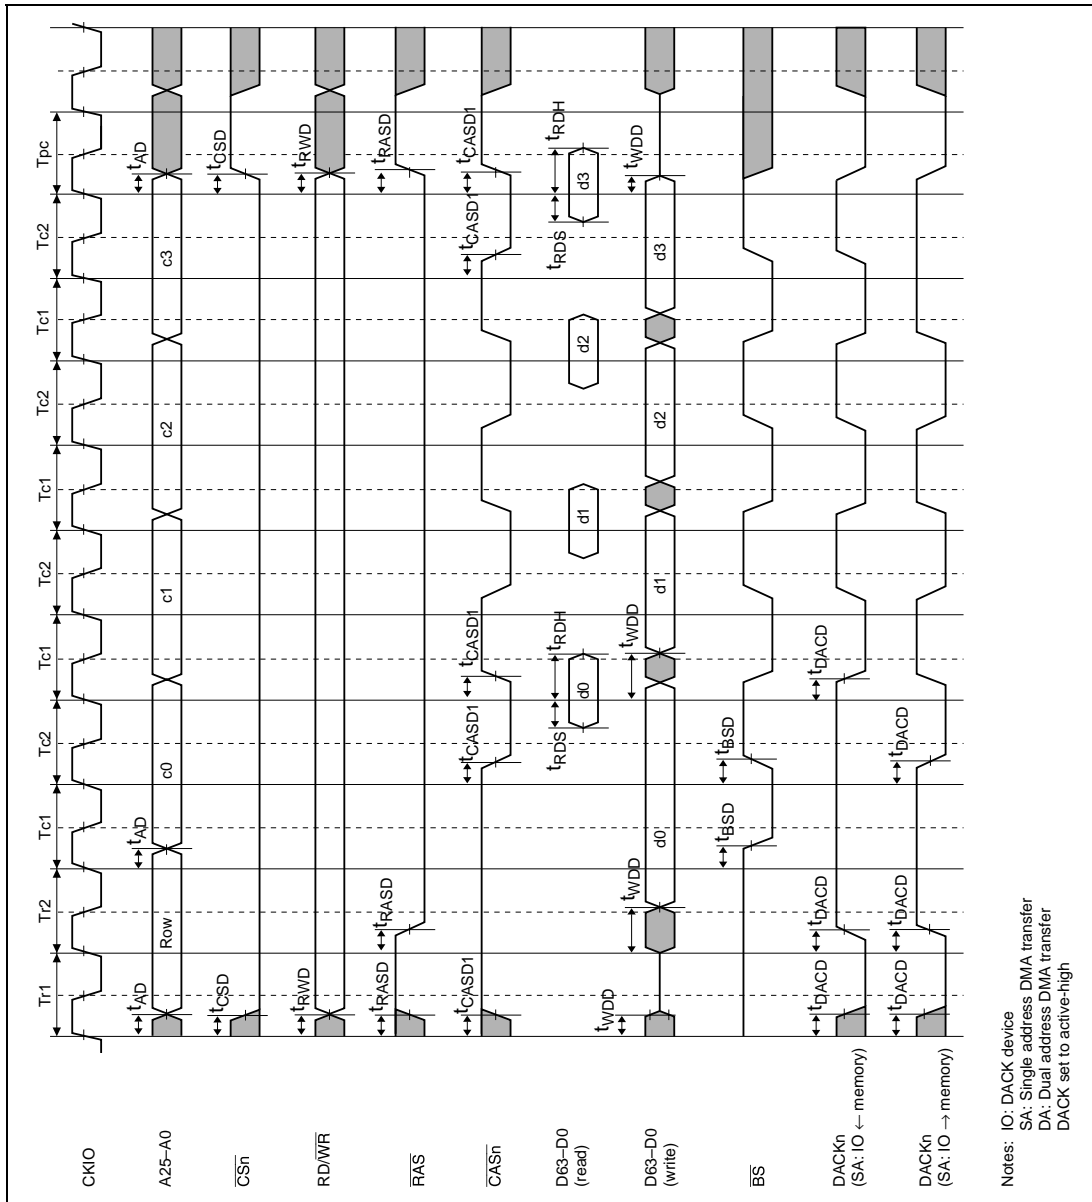 Tr1 Tr2 Tc1 Tc2 Tc1 Tc2 Tc1 Tc2 Tc1 Tc2 Tpc
CKIO
A25–A0 tAD Row tAD c0 c1 c2 c3 tAD
CSn tCSD tCSD
RD/WR tRWD tRWD
RAS tRASD tRASD tRASD
CASn tCASD1 tCASD1 tCASD1 tCASD1 tCASD1
D63–D0
(read)
tRDS d0 tRDH d1 d2 tRDS d3 tRDH
D63–D0
(write)
tWDD tWDD d0 tWDD d1 d2 d3 tWDD
BS tBSD tBSD
DACKn
(SA: IO ← memory)
tDACD tDACD tDACD
DACKn
(SA: IO → memory)
tDACD tDACD tDACD
Notes: IO: DACK device
SA: Single address DMA transfer
DA: Dual address DMA transfer
DACK set to active-high